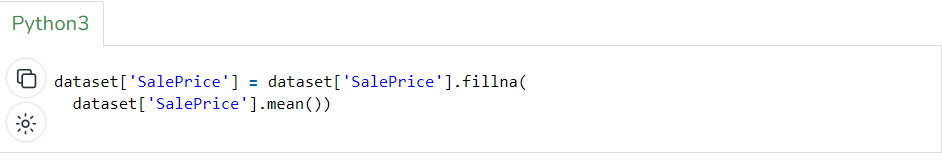 Python3
dataset['SalePrice'] = dataset['SalePrice'].fillna(
  dataset['SalePrice'].mean())